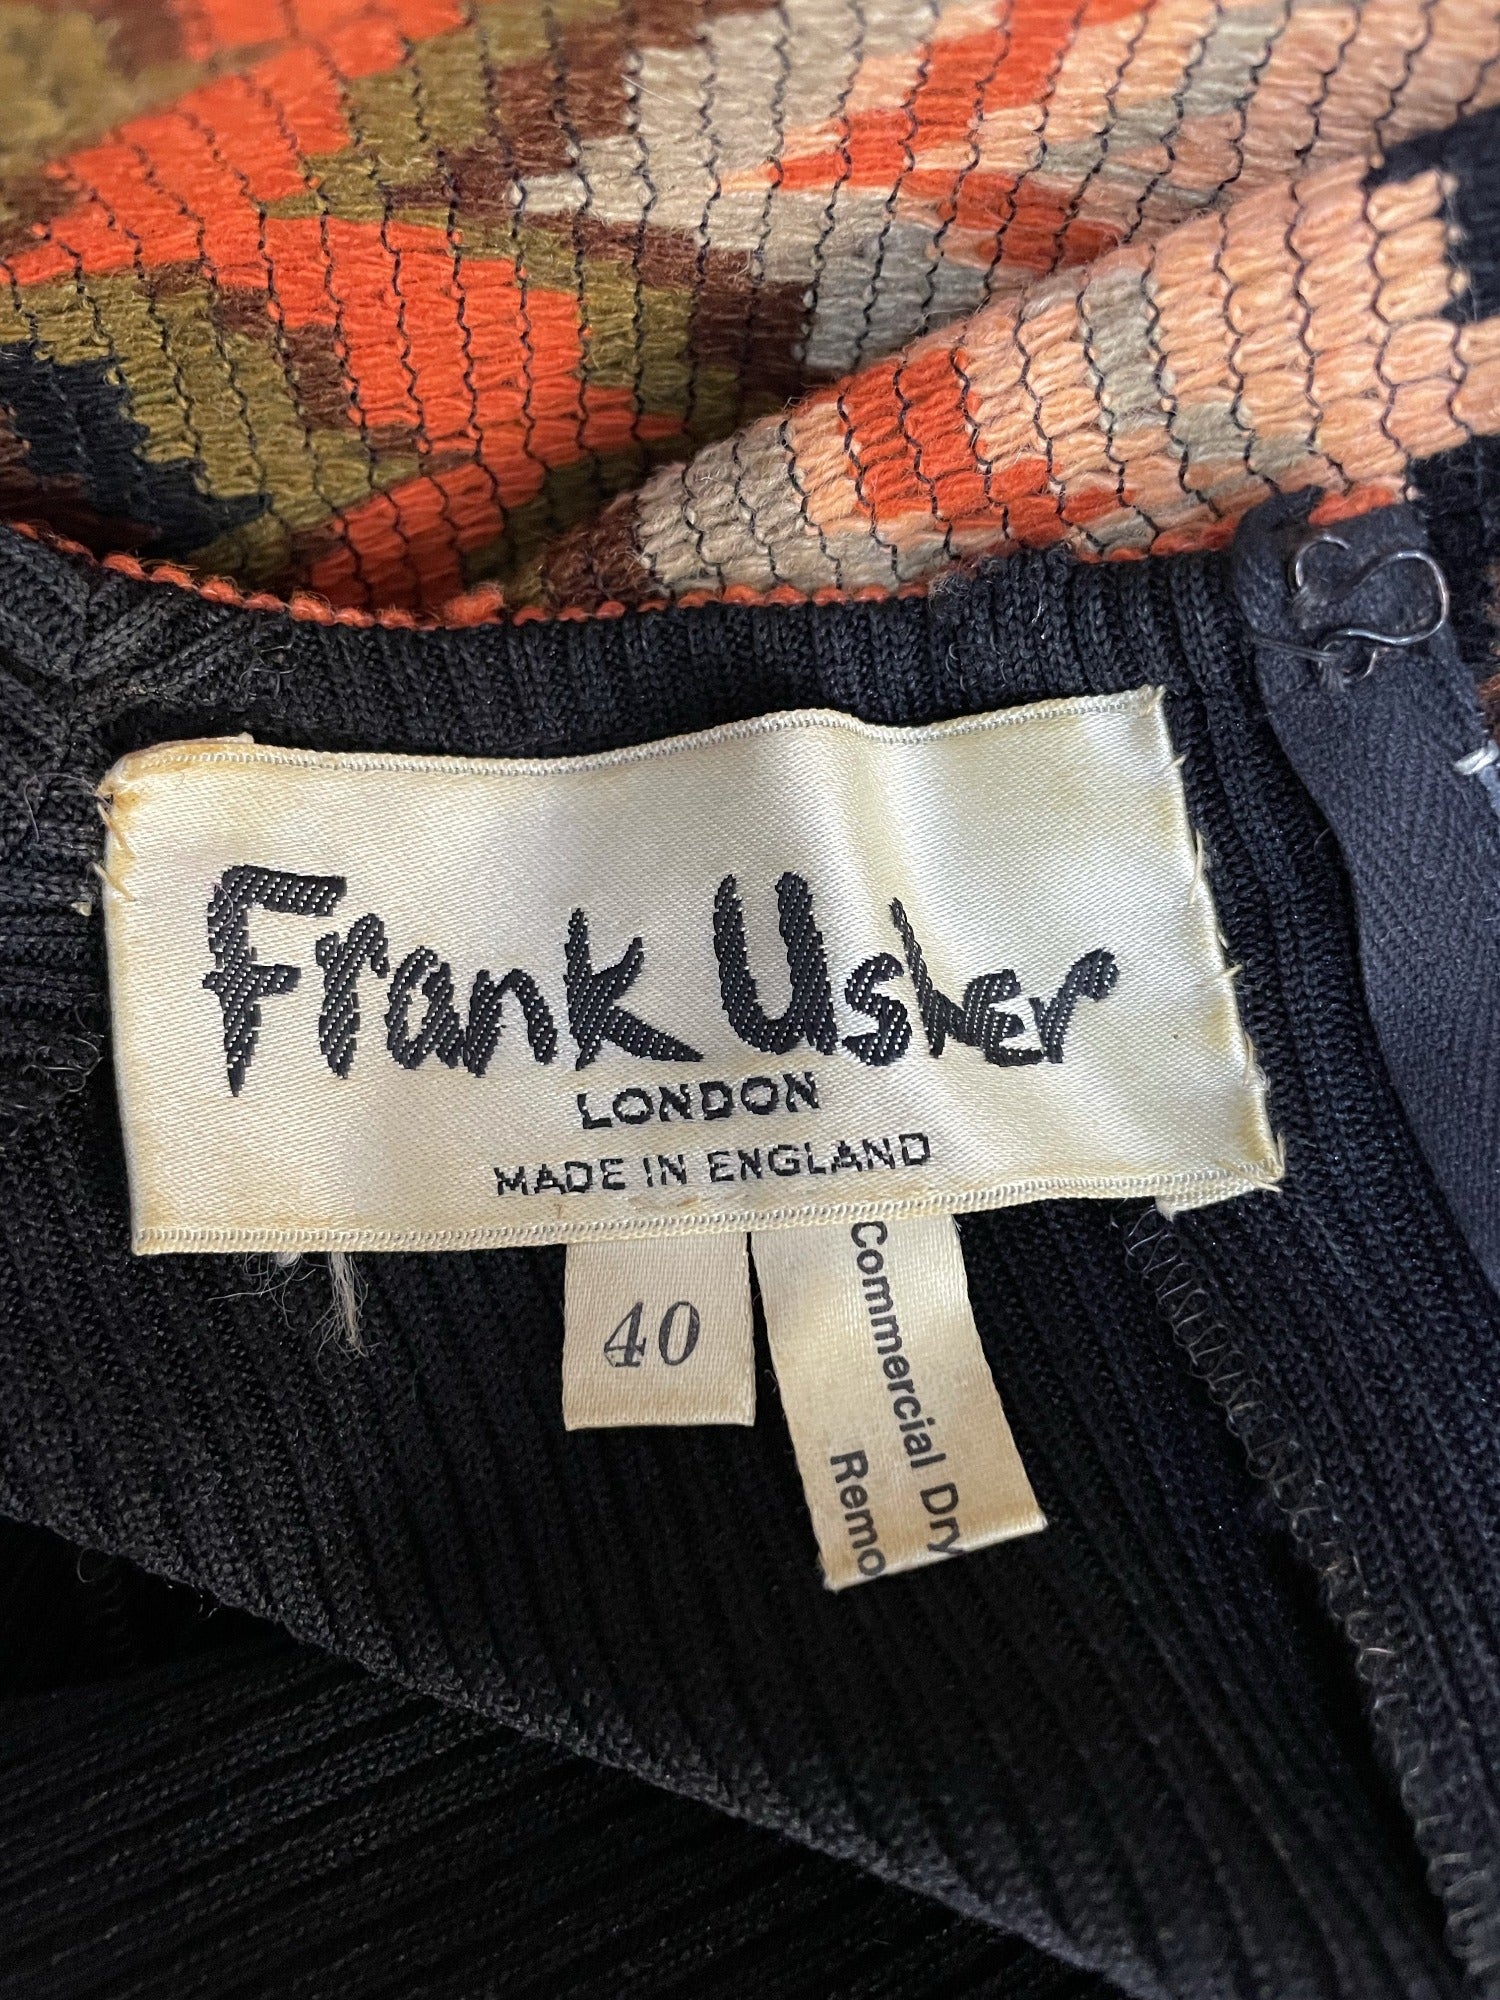 Frank Usher
LONDON
MADE IN ENGLAND
40
Commercial Dry
Remo